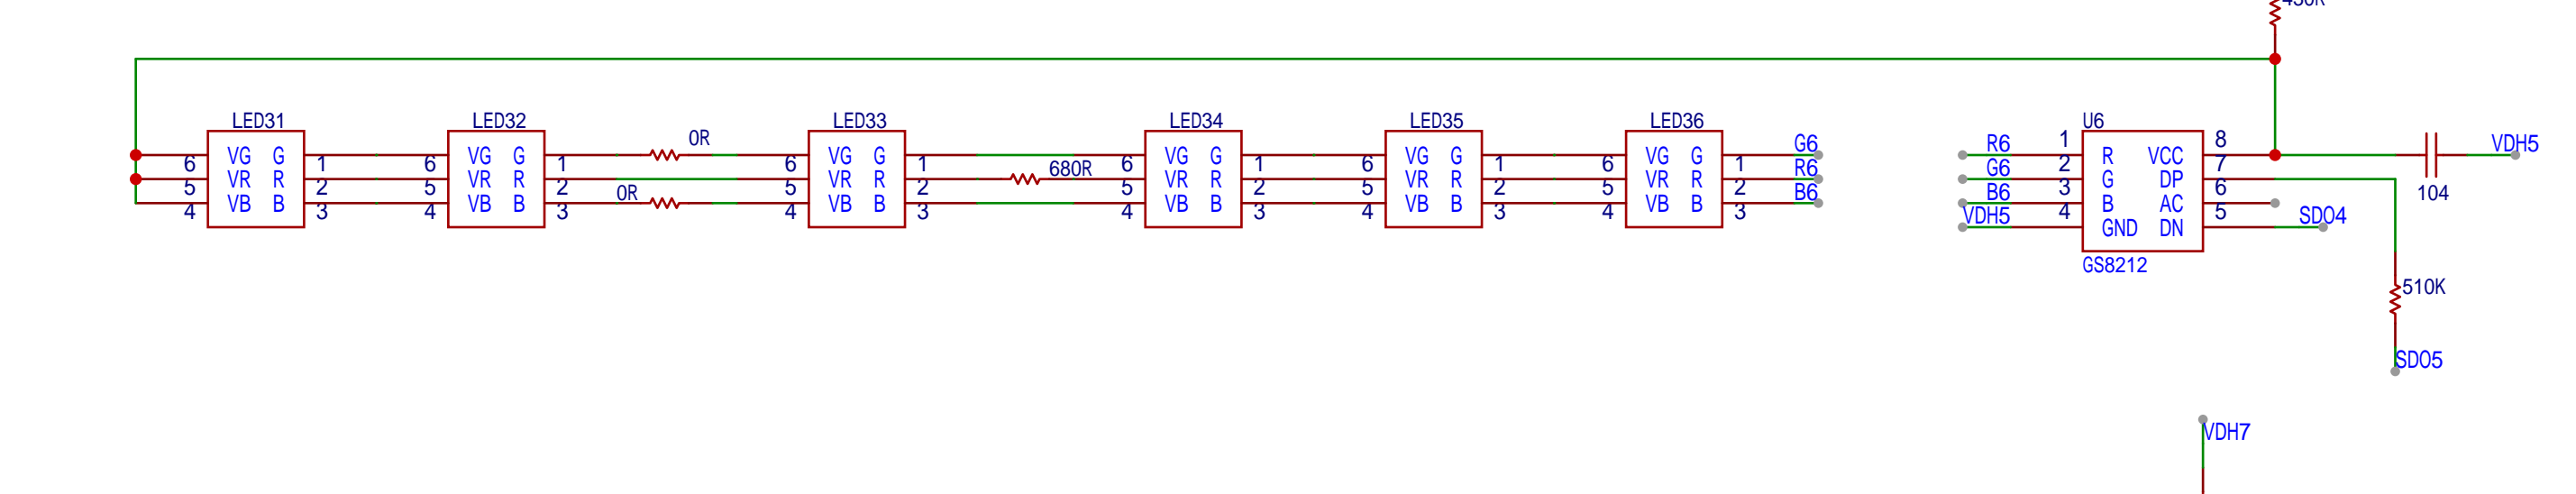 LED31 LED32 0R LED33 LED34 LED35 LED36 U6
6 VG G 1 6 VG G 1 6 VG G 1 680R 6 VG G 1 6 VG G 1 6 VG G 1 G6 R6 1 R VCC 8 VDH5
5 VR R 2 5 VR R 2 0R 5 VR R 2 5 VR R 2 5 VR R 2 5 VR R 2 R6 G6 2 G DP 7
4 VB B 3 4 VB B 3 4 VB B 3 4 VB B 3 4 VB B 3 4 VB B 3 B6 B6 3 B AC 6 104
VDH5 4 GND DN 5 SDO4
GS8212
510K
SDO5
VDH7